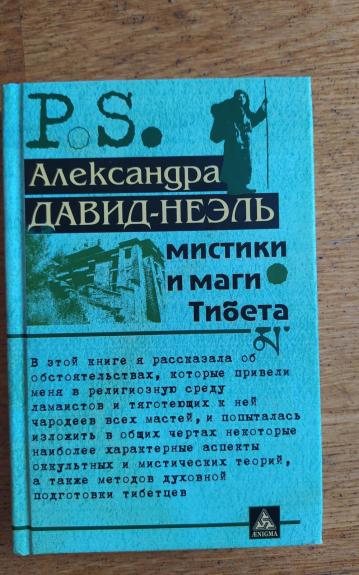 P.S.
Александра
ДАВИД-НЕЭЛЬ
мистики
и маги
Тибета
В этой книге я рассказала об
обстоятельствах, которые привели
меня в религиозную среду
ламаистов и тяготеющих к ней
чародеев всех мастей, и попыталась
изложить в общих чертах некоторые
наиболее характерные аспекты
оккультных и мистических теорий,
а также методов духовной
подготовки тибетцев
ÆNIGMA